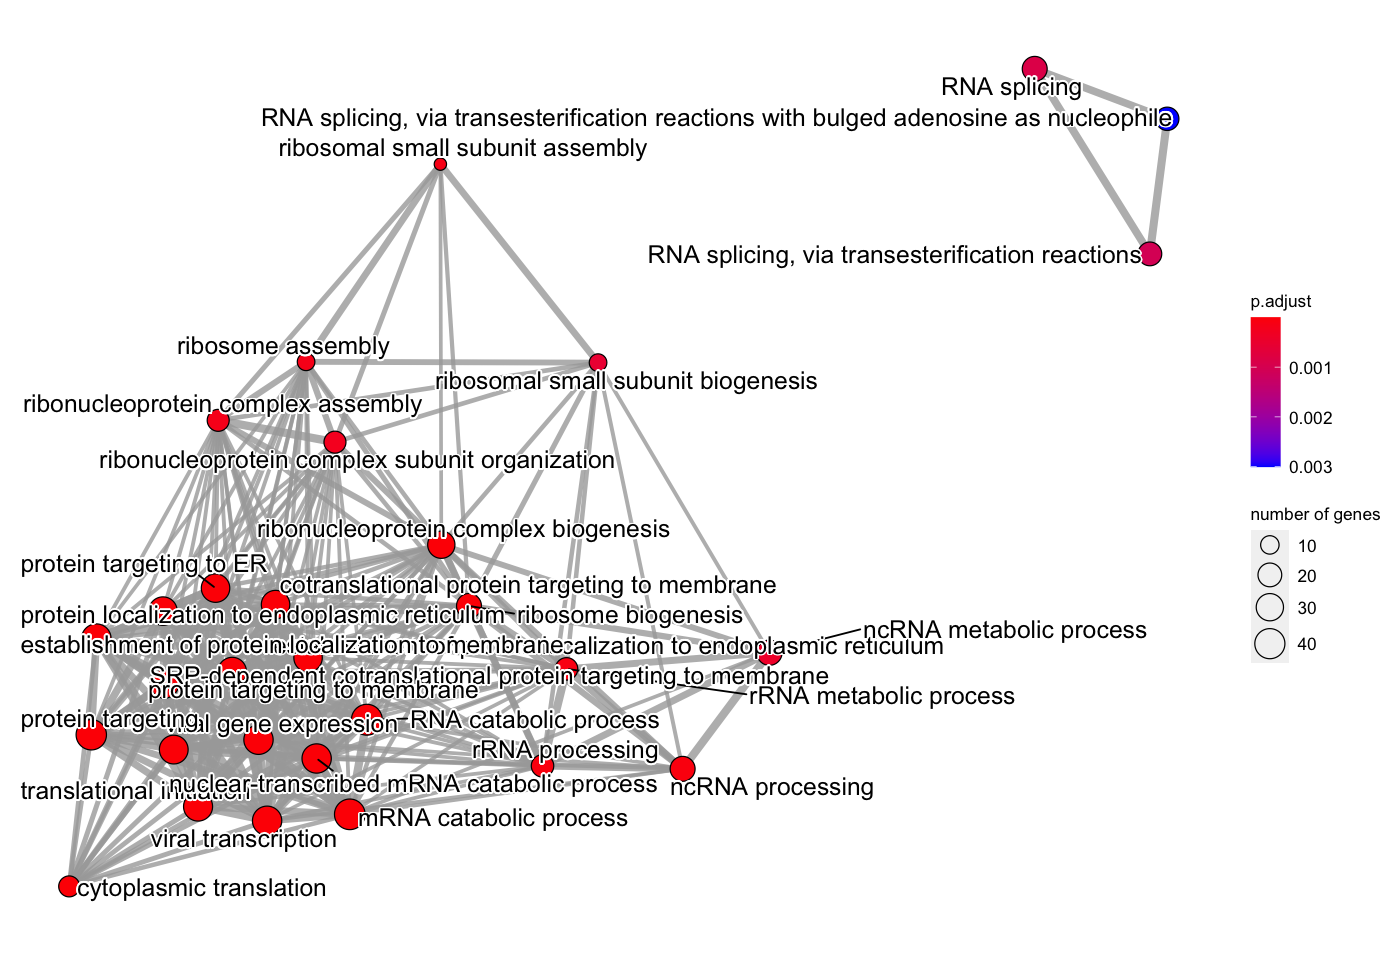 RNA splicing
RNA splicing, via transesterification reactions with bulged adenosine as nucleophile
ribosomal small subunit assembly
RNA splicing, via transesterification reactions
p.adjust
0.001
0.002
0.003
ribosome assembly
ribosomal small subunit biogenesis
ribonucleoprotein complex assembly
ribonucleoprotein complex subunit organization
number of genes
10
20
30
40
ribonucleoprotein complex biogenesis
protein targeting to ER
cotranslational protein targeting to membrane
protein localization to endoplasmic reticulum
ribosome biogenesis
ncRNA metabolic process
establishment of protein localization to membrane
localization to endoplasmic reticulum
SRP-dependent cotranslational protein targeting to membrane
protein targeting to membrane
rRNA metabolic process
protein targeting
viral gene expression
RNA catabolic process
rRNA processing
nuclear-transcribed mRNA catabolic process
ncRNA processing
translational initiation
mRNA catabolic process
viral transcription
cytoplasmic translation